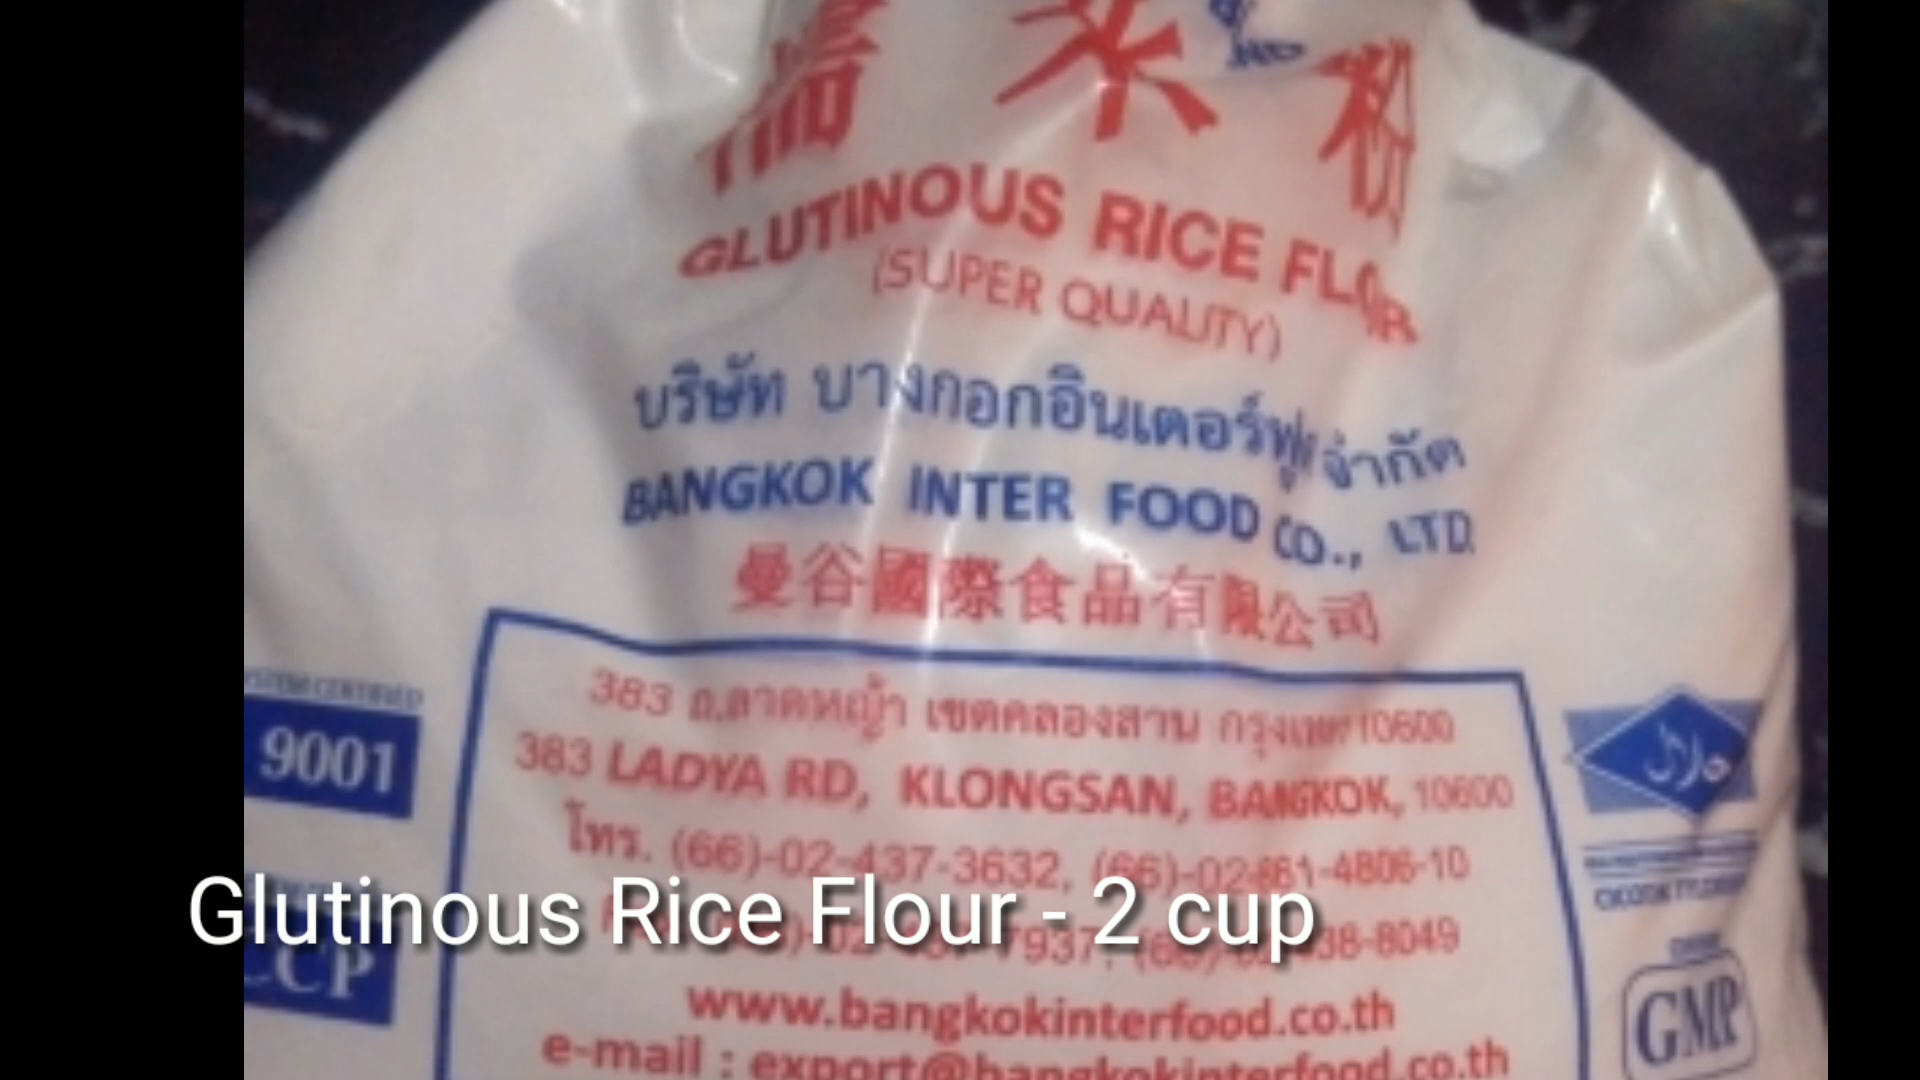 糯米粉
GLUTINOUS RICE FLOUR
(SUPER QUALITY)
บริษัท บางกอกอินเตอร์ฟูด จำกัด
BANGKOK INTER FOOD CO., LTD.
曼谷國際食品有限公司
383 ถ.ลาดหญ้า เขตคลองสาน กรุงเทพ 10600
383 LADYA RD, KLONGSAN, BANGKOK, 10600
โทร. (66)-02-437-3632, (66)-02-861-4806-10
38-8049
www.bangkokinterfood.co.th
e-mail : export@bangkokinterfood.co.th
CERTIFIED
9001
CCP
GMP
Glutinous Rice Flour - 2 cup